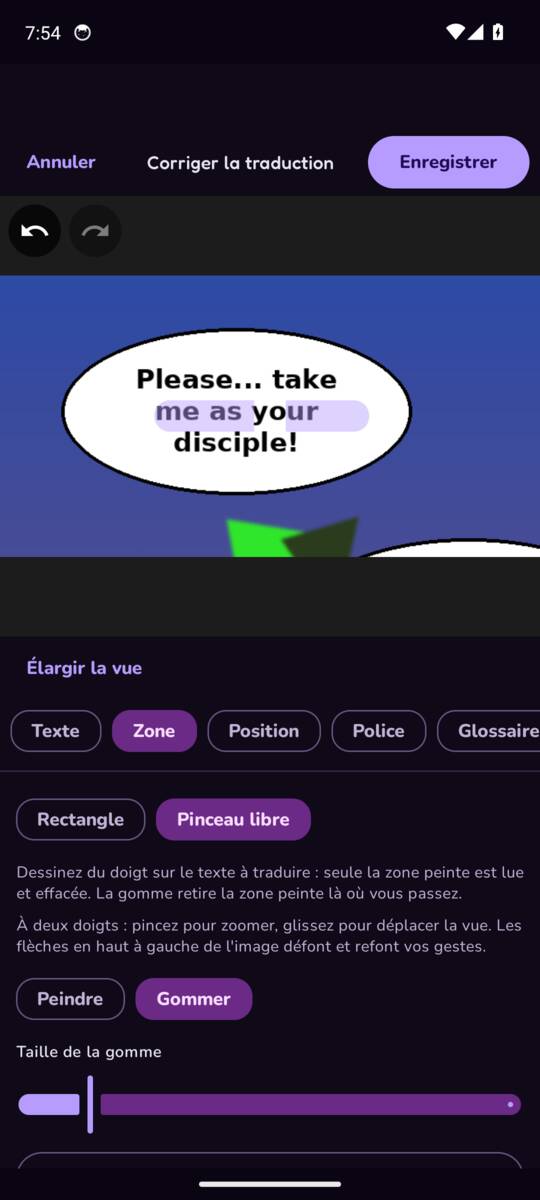 7:54
Annuler
Corriger la traduction
Enregistrer
Please... take
me as your
disciple!
Élargir la vue
Texte
Zone
Position
Police
Glossaire
Rectangle
Pinceau libre
Dessinez du doigt sur le texte à traduire : seule la zone peinte est lue
et effacée. La gomme retire la zone peinte là où vous passez.
À deux doigts : pincez pour zoomer, glissez pour déplacer la vue. Les
flèches en haut à gauche de l'image défont et refont vos gestes.
Peindre
Gommer
Taille de la gomme